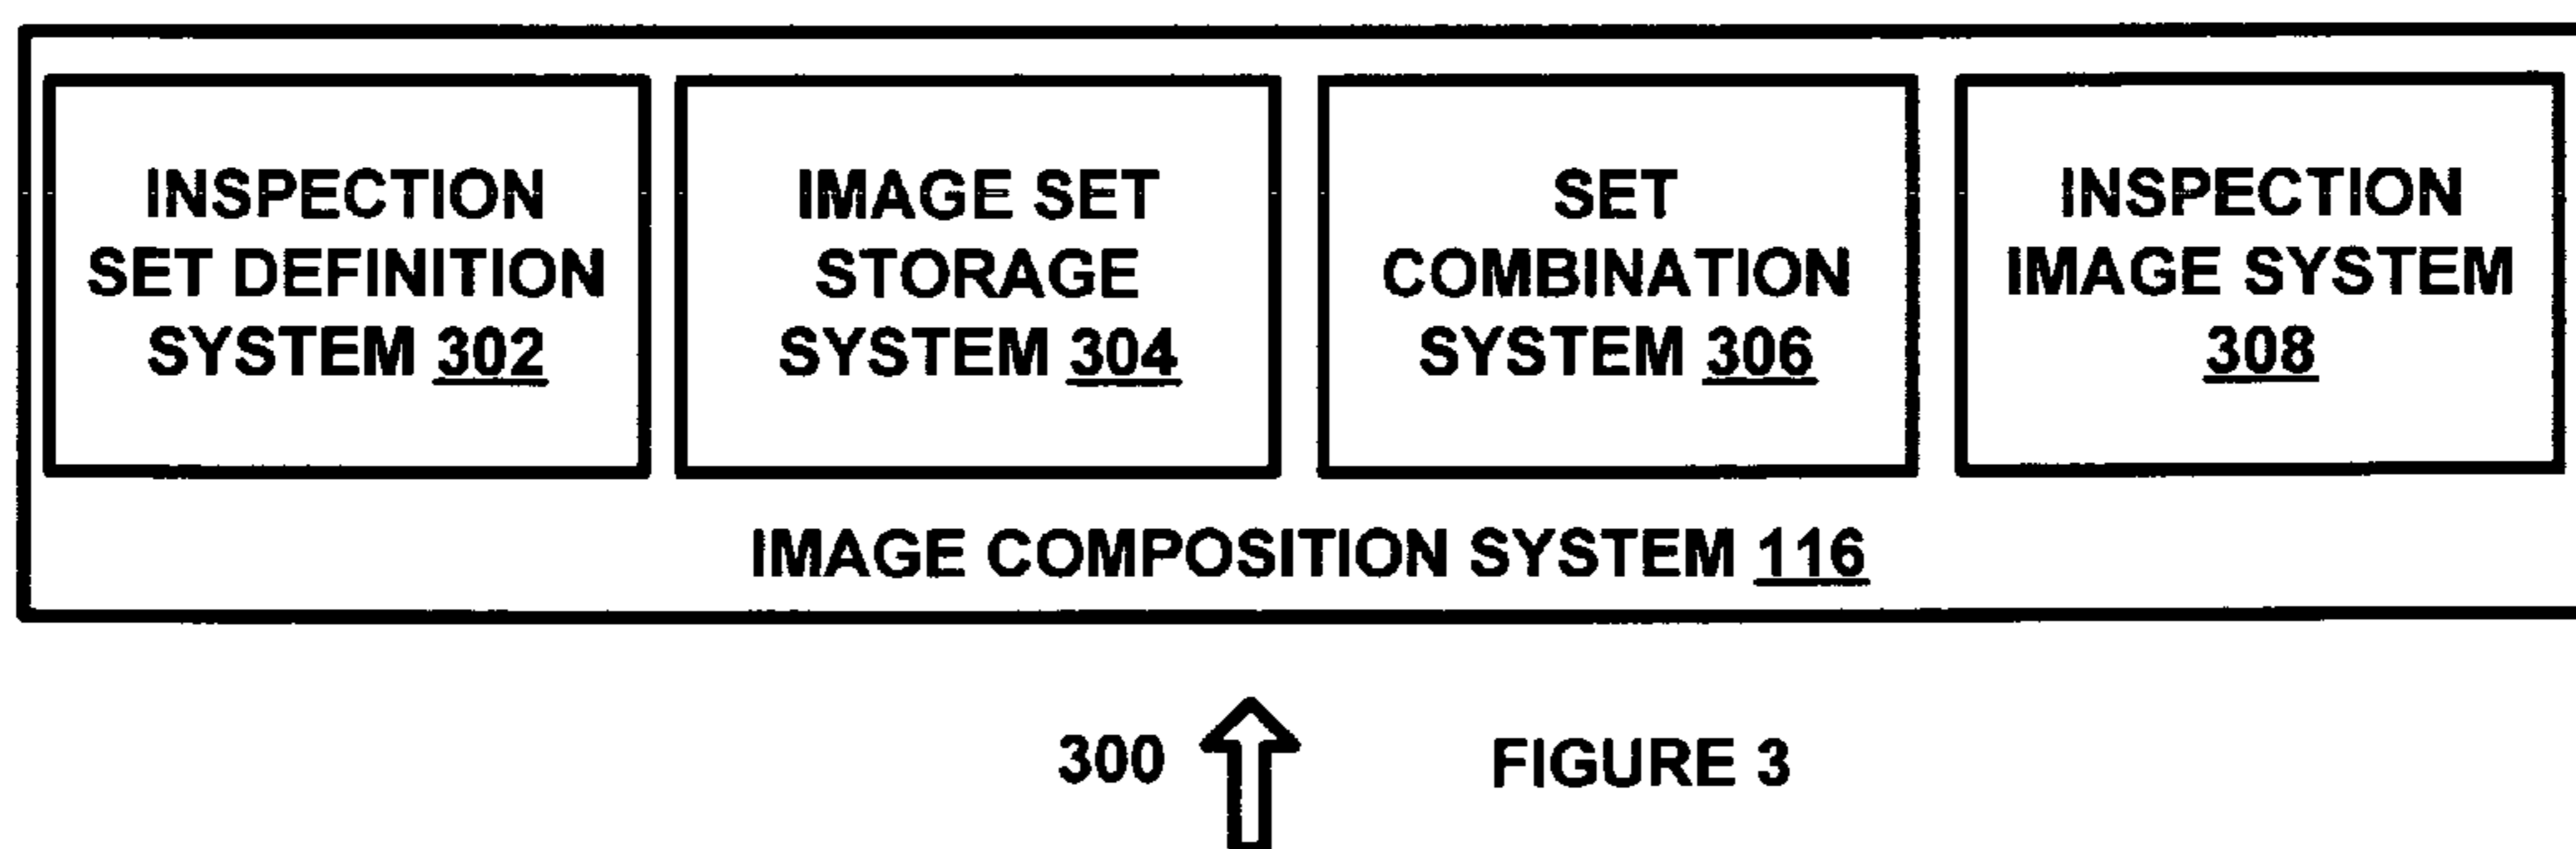 INSPECTION
SET DEFINITION
SYSTEM 302
IMAGE SET
STORAGE
SYSTEM 304
SET
COMBINATION
SYSTEM 306
INSPECTION
IMAGE SYSTEM
308
IMAGE COMPOSITION SYSTEM 116
300
FIGURE 3